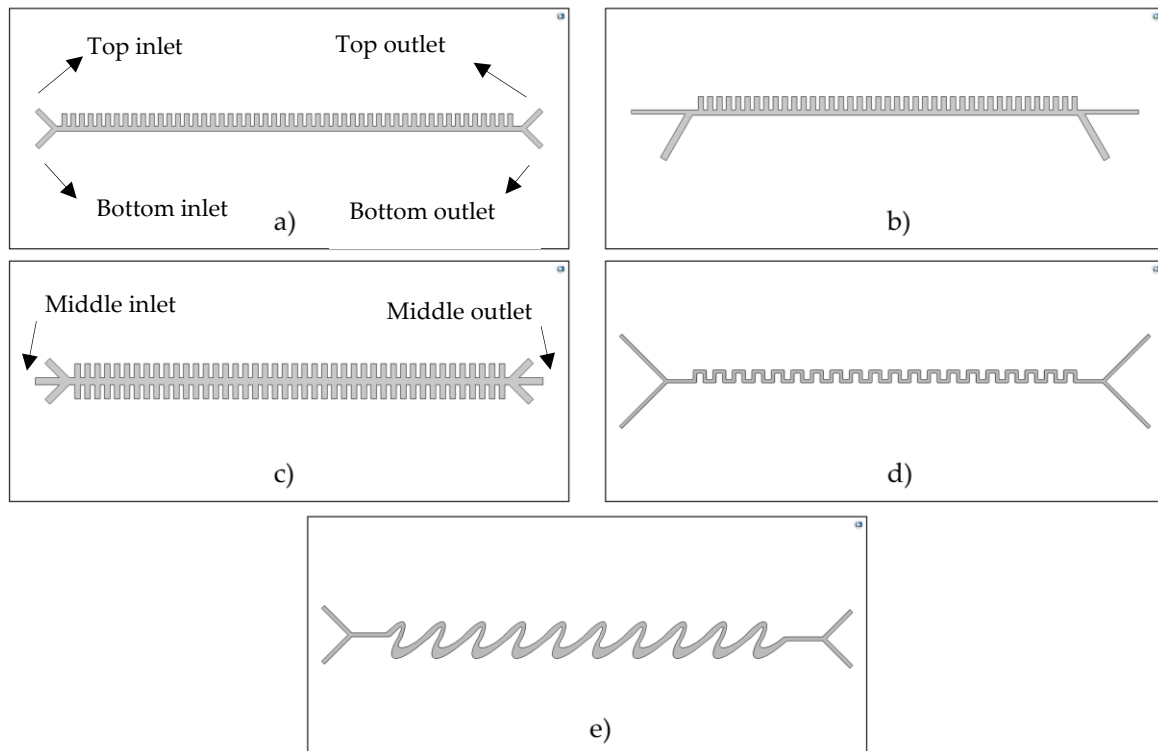 Top inlet
Top outlet
Bottom inlet
Bottom outlet
a)
b)
Middle inlet
Middle outlet
c)
d)
e)